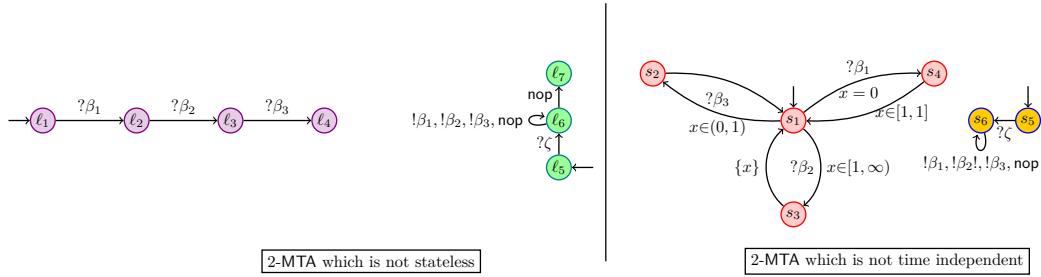 ℓ₁
?β₁
ℓ₂
?β₂
ℓ₃
?β₃
ℓ₄
ℓ₇
nop
!β₁, !β₂, !β₃, nop
ℓ₆
?ζ
ℓ₅
2-MTA which is not stateless
s₂
?β₃
x∈(0, 1)
s₁
?β₁
x = 0
s₄
x∈[1, 1]
{x}
?β₂
x∈[1, ∞)
s₃
s₆
?ζ
s₅
!β₁, !β₂!, !β₃, nop
2-MTA which is not time independent